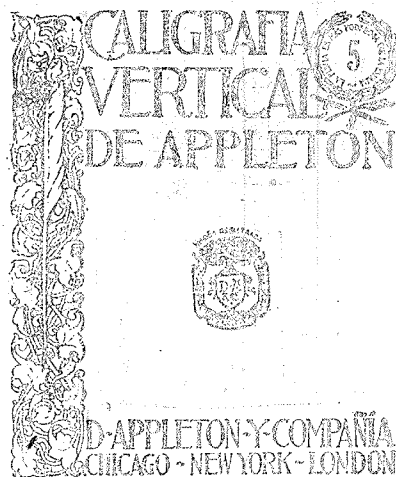 CALIGRAFIA
VERTICAL
5
DE APPLETON
D-APPLETON-Y-COMPAÑIA
CHICAGO - NEW YORK - LONDON